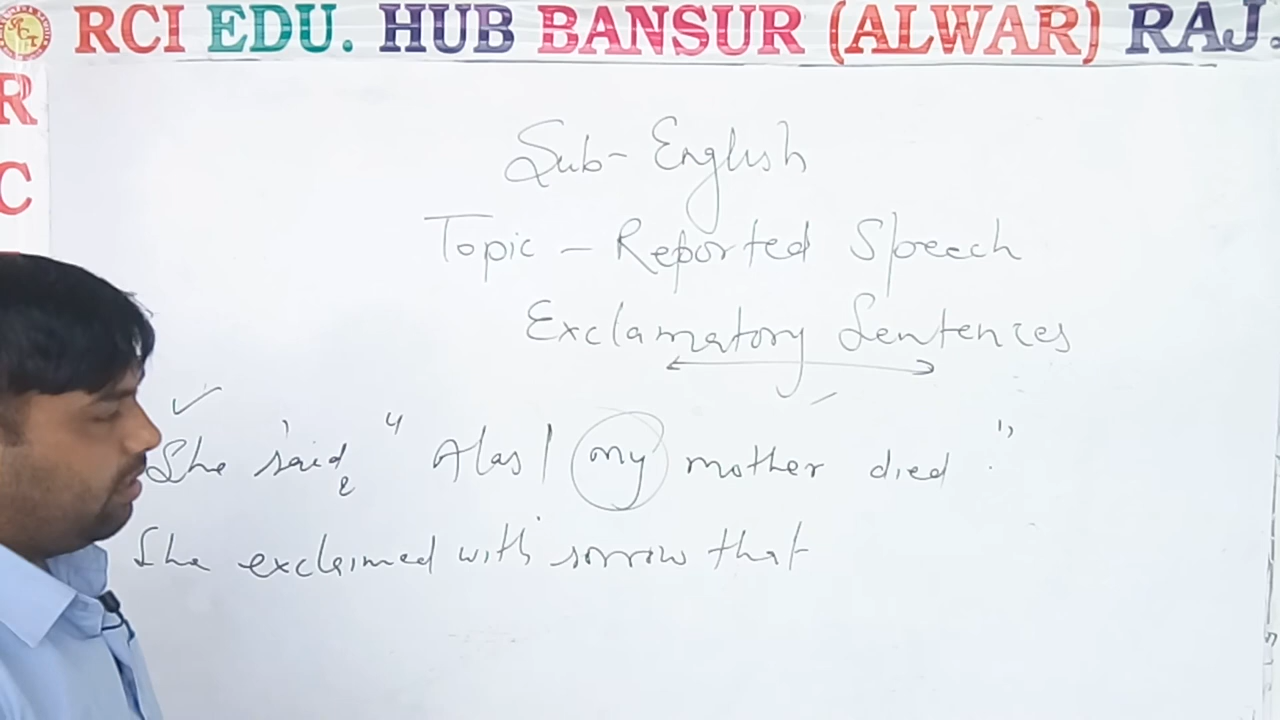 RCI EDU. HUB BANSUR (ALWAR) RAJ.
R
C
Sub- English
Topic - Reported Speech
Exclamatory Sentences
She said, " Alas! my mother died ."
She exclaimed with sorrow that